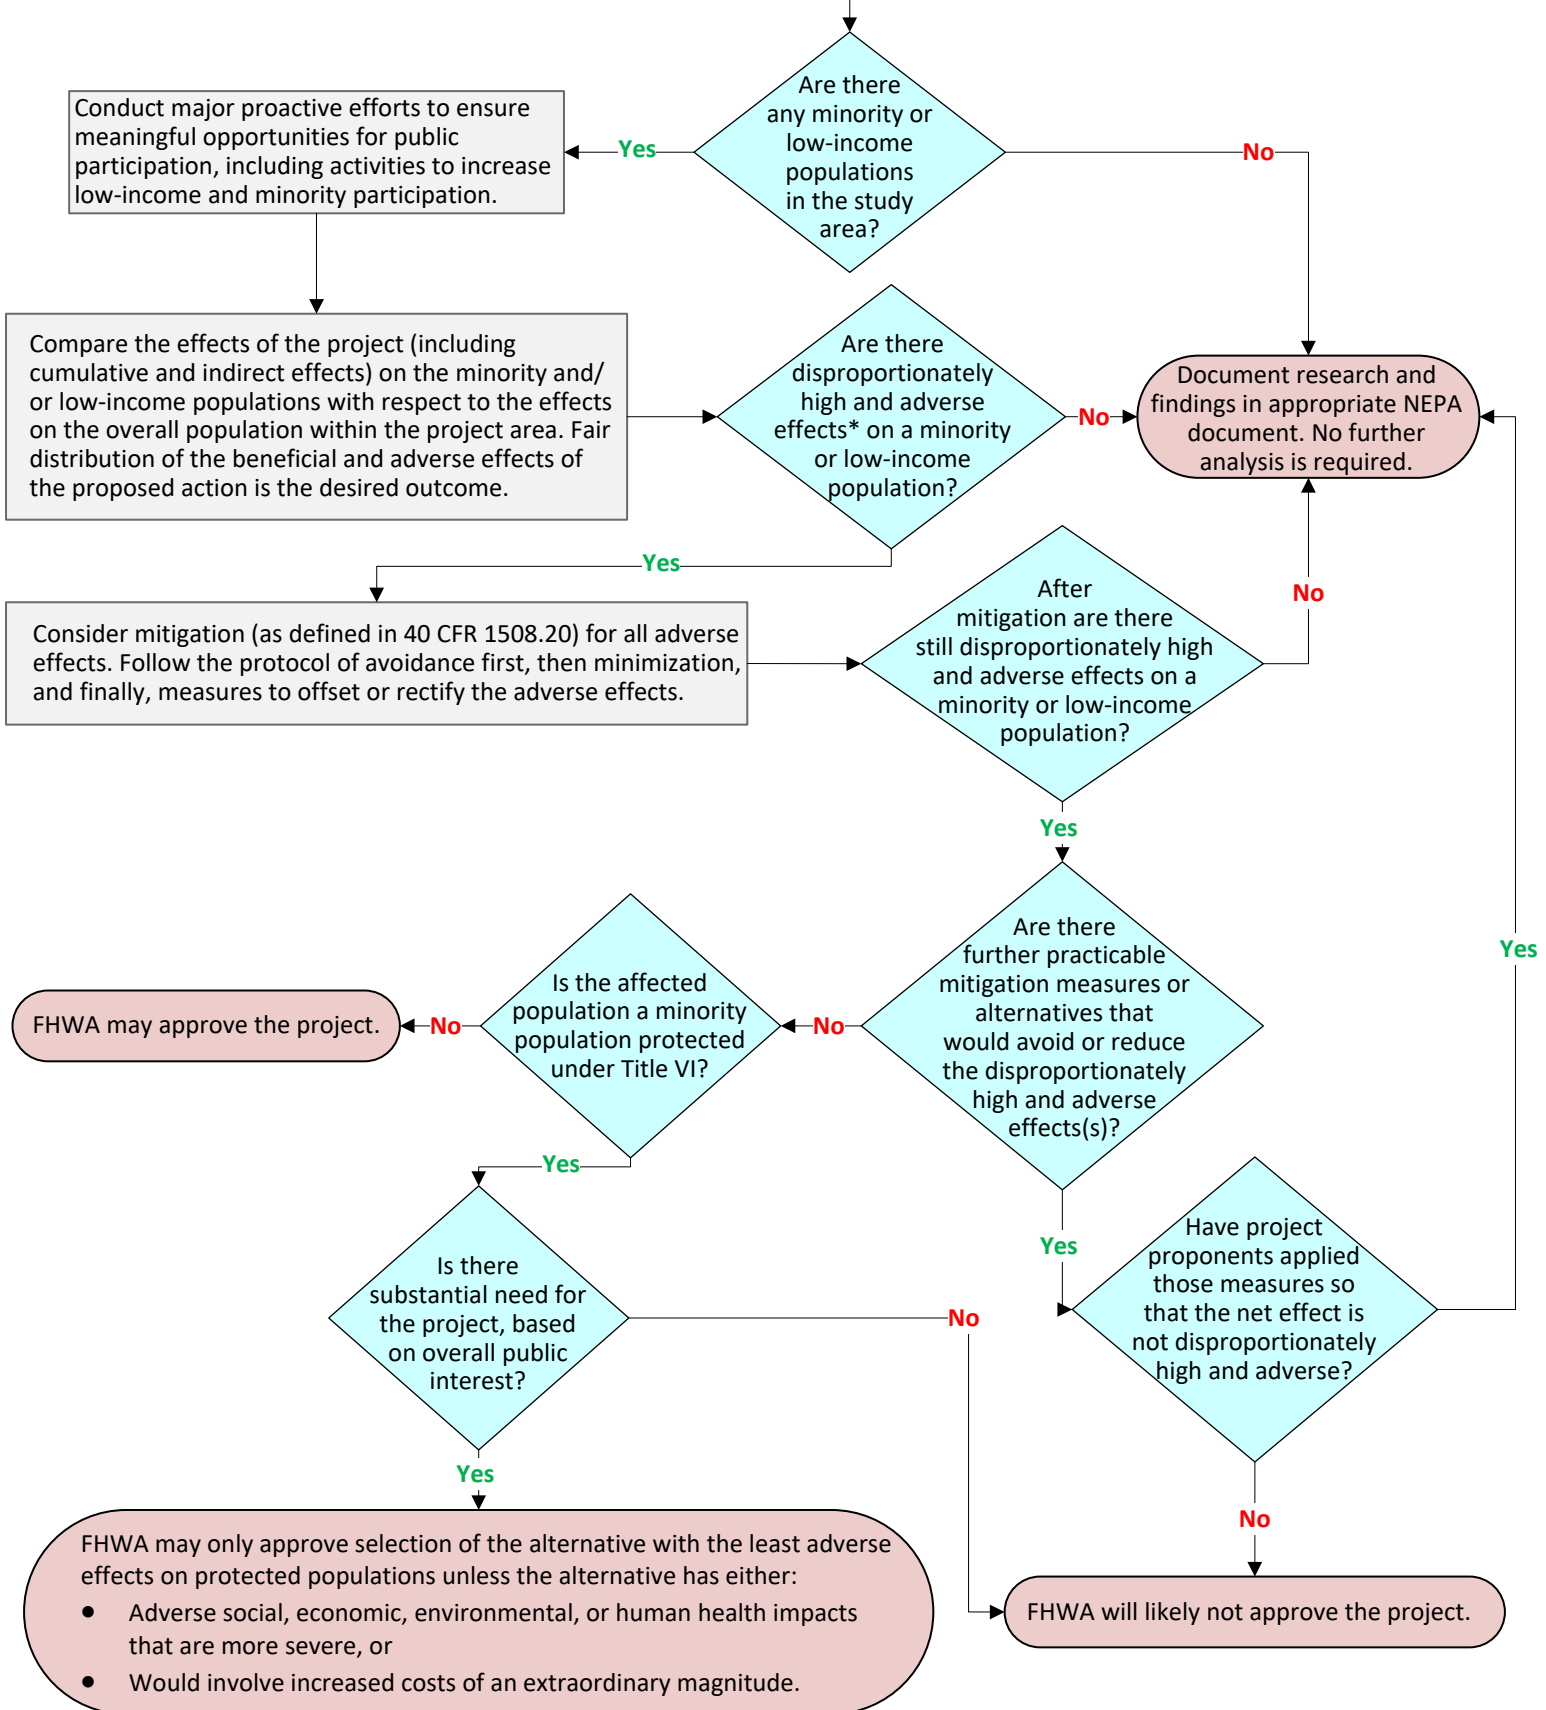 Are there
any minority or
low-income
populations
in the study
area?
Yes
No
Conduct major proactive efforts to ensure
meaningful opportunities for public
participation, including activities to increase
low-income and minority participation.
Compare the effects of the project (including
cumulative and indirect effects) on the minority and/
or low-income populations with respect to the effects
on the overall population within the project area. Fair
distribution of the beneficial and adverse effects of
the proposed action is the desired outcome.
Are there
disproportionately
high and adverse
effects* on a minority
or low-income
population?
No
Document research and
findings in appropriate NEPA
document. No further
analysis is required.
Yes
Consider mitigation (as defined in 40 CFR 1508.20) for all adverse
effects. Follow the protocol of avoidance first, then minimization,
and finally, measures to offset or rectify the adverse effects.
After
mitigation are there
still disproportionately high
and adverse effects on a
minority or low-income
population?
No
Yes
Are there
further practicable
mitigation measures or
alternatives that
would avoid or reduce
the disproportionately
high and adverse
effects(s)?
No
Is the affected
population a minority
population protected
under Title VI?
No
FHWA may approve the project.
Yes
Yes
Yes
Have project
proponents applied
those measures so
that the net effect is
not disproportionately
high and adverse?
Is there
substantial need for
the project, based
on overall public
interest?
No
Yes
No
FHWA may only approve selection of the alternative with the least adverse
effects on protected populations unless the alternative has either:
● Adverse social, economic, environmental, or human health impacts
that are more severe, or
● Would involve increased costs of an extraordinary magnitude.
FHWA will likely not approve the project.